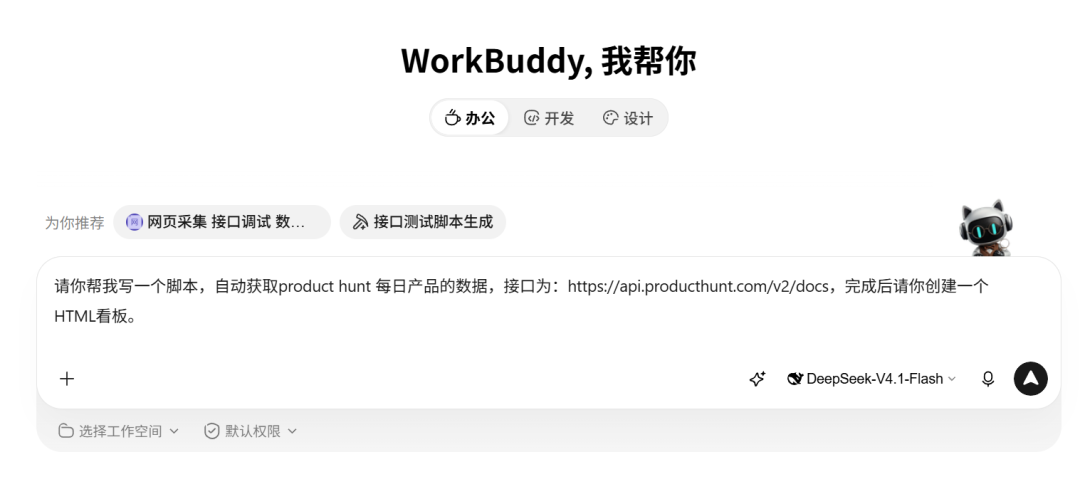 WorkBuddy, 我帮你
办公 开发 设计
为你推荐 网 网页采集 接口调试 数... 接口测试脚本生成
请你帮我写一个脚本，自动获取product hunt 每日产品的数据，接口为：https://api.producthunt.com/v2/docs，完成后请你创建一个
HTML看板。
DeepSeek-V4.1-Flash
选择工作空间 默认权限